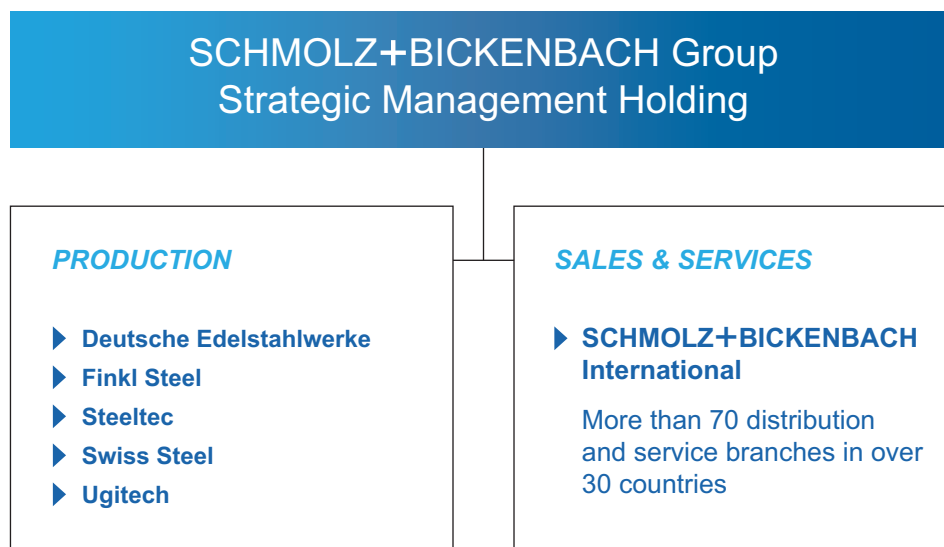 SCHMOLZ+BICKENBACH Group
Strategic Management Holding
PRODUCTION
Deutsche Edelstahlwerke
Finkl Steel
Steeltec
Swiss Steel
Ugitech
SALES & SERVICES
SCHMOLZ+BICKENBACH
International
More than 70 distribution
and service branches in over
30 countries